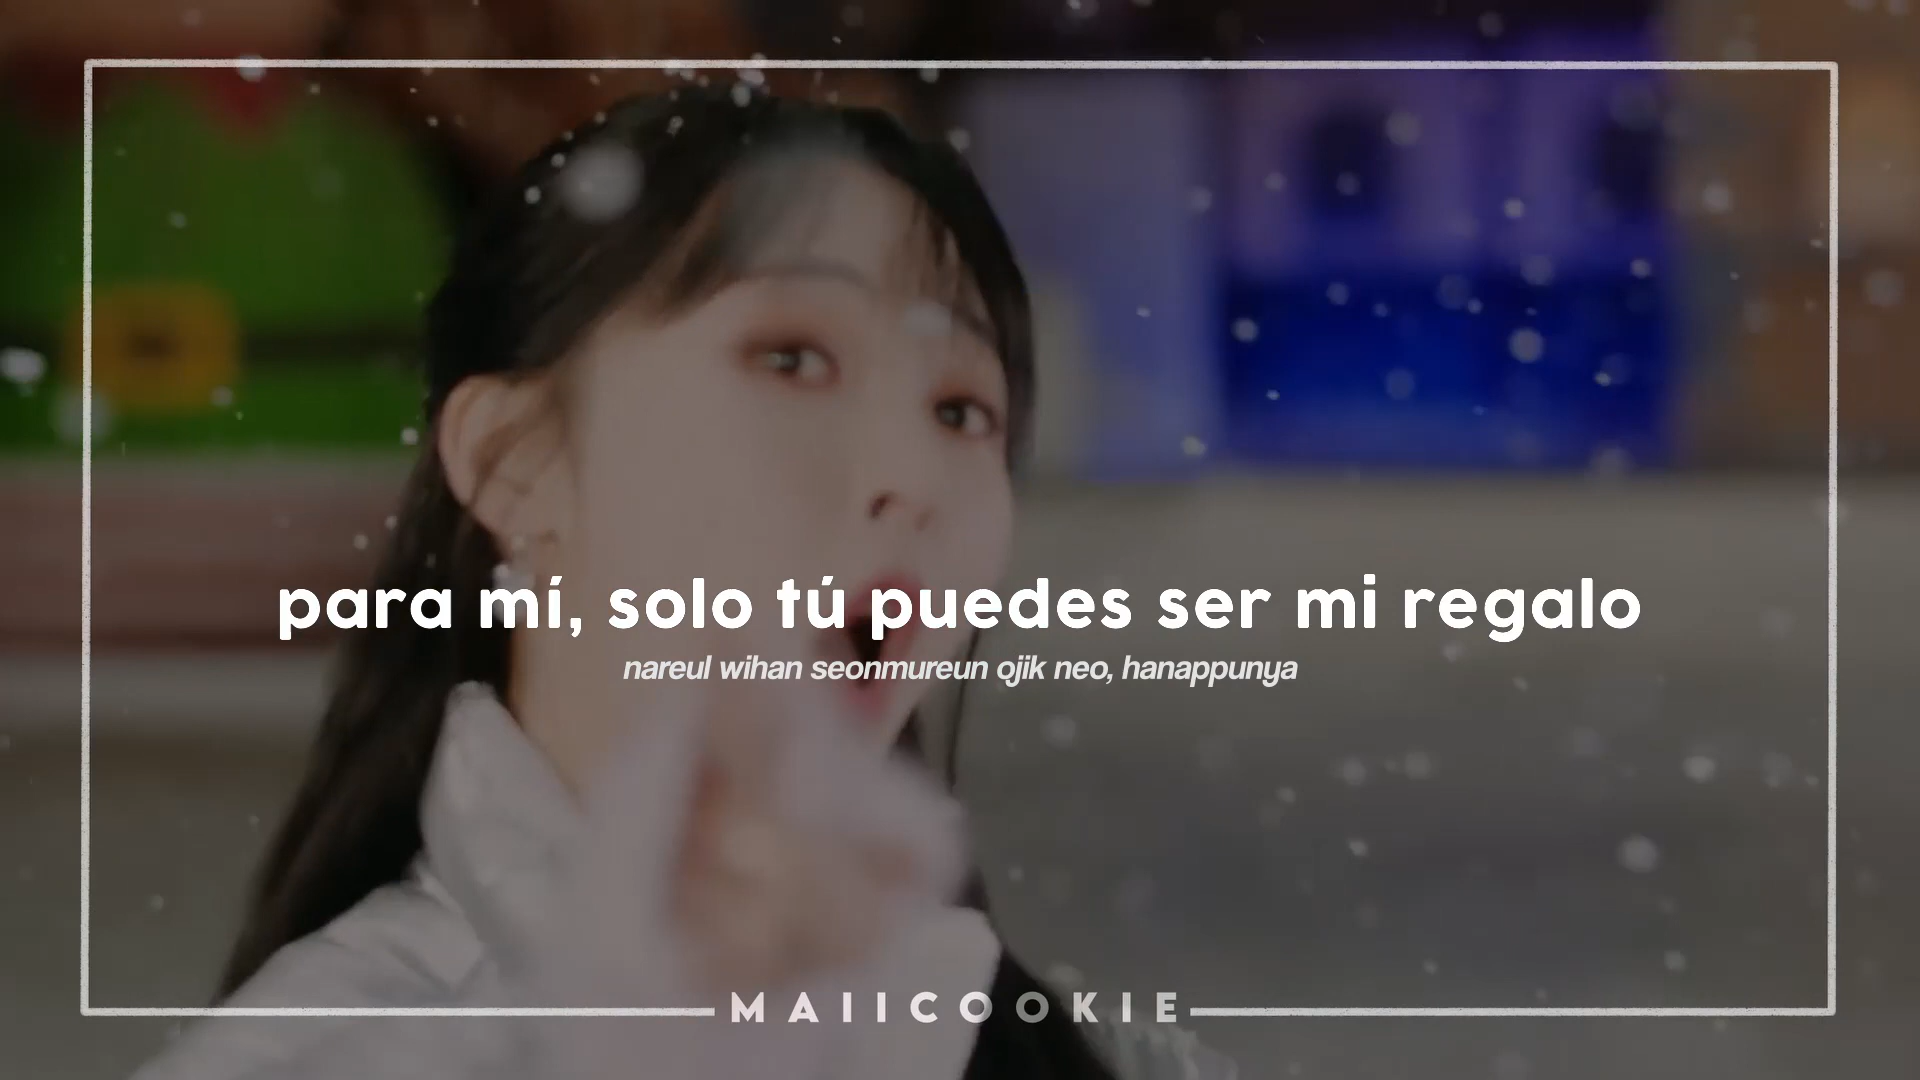 para mí, solo tú puedes ser mi regalo
nareul wihan seonmureun ojik neo, hanappunya
MAIICOOKIE